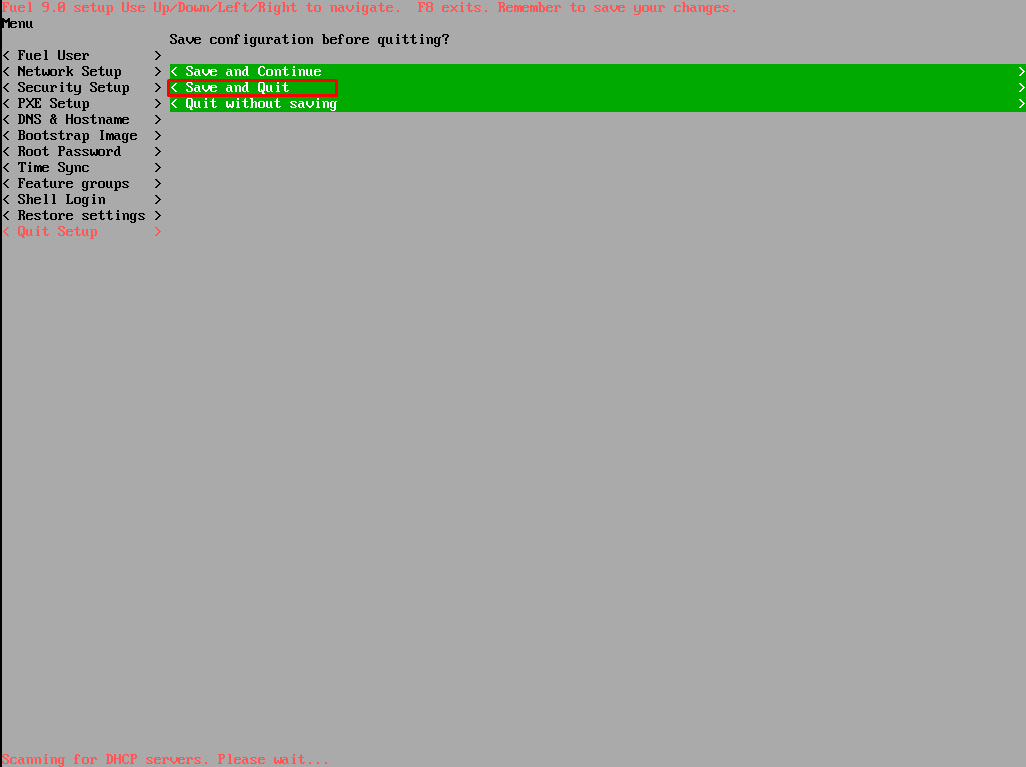 Fuel 9.0 setup Use Up/Down/Left/Right to navigate.  F8 exits. Remember to save your changes.
Menu
Save configuration before quitting?
< Fuel User >
< Network Setup > < Save and Continue >
< Security Setup > < Save and Quit >
< PXE Setup > < Quit without saving >
< DNS & Hostname >
< Bootstrap Image >
< Root Password >
< Time Sync >
< Feature groups >
< Shell Login >
< Restore settings >
< Quit Setup >
Scanning for DHCP servers. Please wait...